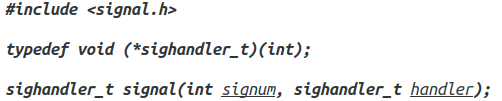 #include <signal.h>
typedef void (*sighandler_t)(int);
sighandler_t signal(int signum, sighandler_t handler);